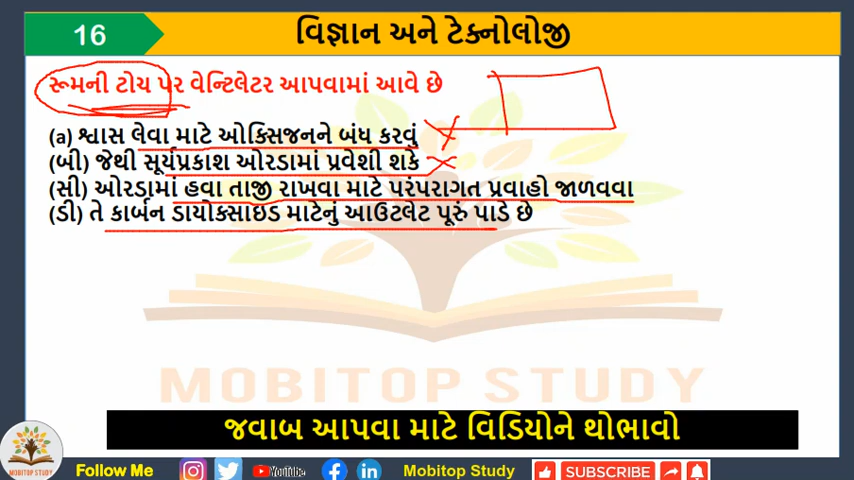 16
વિજ્ઞાન અને ટેક્નોલોજી
રૂમની ટોચ પર વેન્ટિલેટર આપવામાં આવે છે
(a) શ્વાસ લેવા માટે ઓક્સિજનને બંધ કરવું
(બી) જેથી સૂર્યપ્રકાશ ઓરડામાં પ્રવેશી શકે
(સી) ઓરડામાં હવા તાજી રાખવા માટે પરંપરાગત પ્રવાહો જાળવવા
(ડી) તે કાર્બન ડાયોક્સાઇડ માટેનું આઉટલેટ પૂરું પાડે છે
MOBITOP STUDY
જવાબ આપવા માટે વિડિયોને થોભાવો
MOBITOP STUDY
Follow Me
YouTube
Mobitop Study
SUBSCRIBE